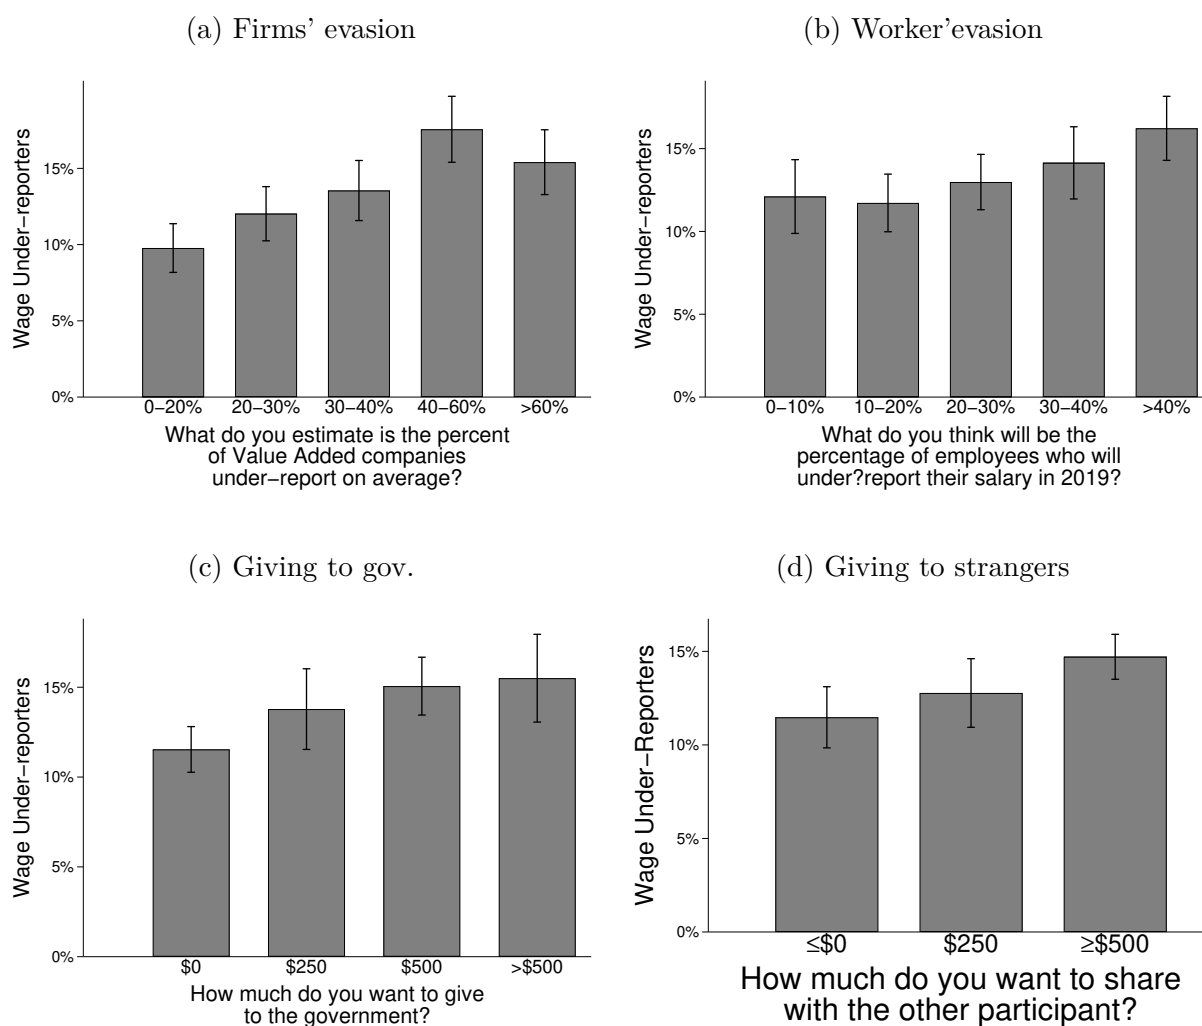 (a) Firms' evasion
Wage Under−reporters
15%
10%
5%
0%
0−20% 20−30% 30−40% 40−60% >60%
What do you estimate is the percent
of Value Added companies
under−report on average?
(b) Worker'evasion
Wage Under−reporters
15%
10%
5%
0%
0−10% 10−20% 20−30% 30−40% >40%
What do you think will be the
percentage of employees who will
under?report their salary in 2019?
(c) Giving to gov.
Wage Under−reporters
15%
10%
5%
0%
$0 $250 $500 >$500
How much do you want to give
to the government?
(d) Giving to strangers
Wage Under−Reporters
15%
10%
5%
0%
≤$0 $250 ≥$500
How much do you want to share
with the other participant?